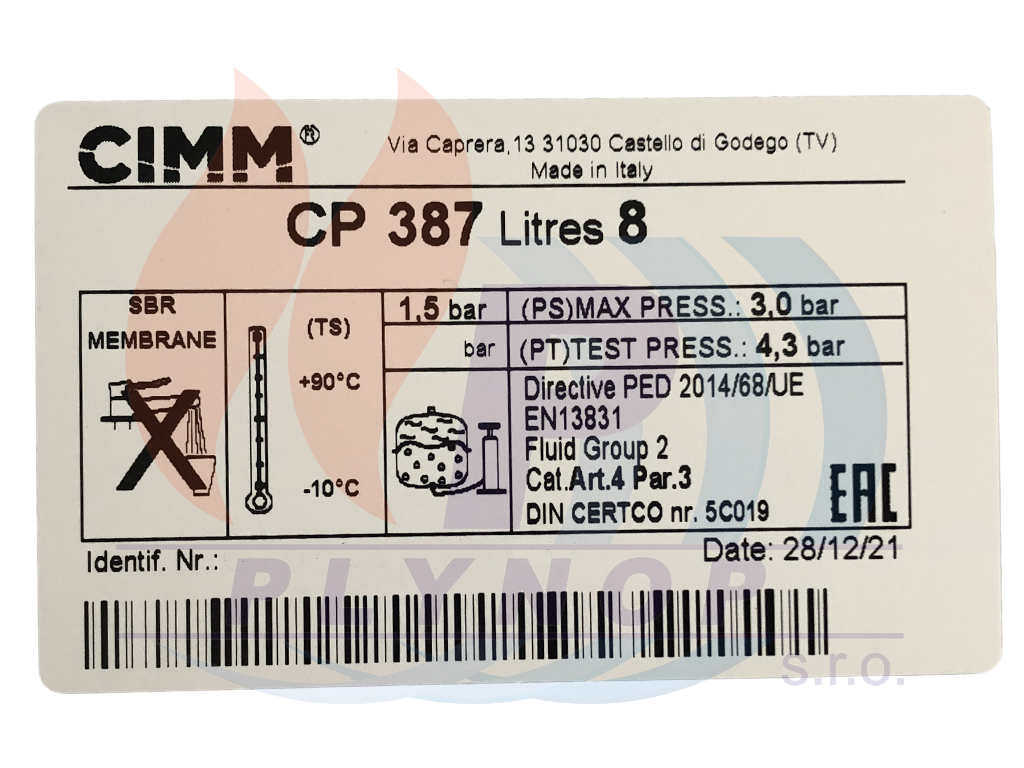 CIMM®
Via Caprera,13 31030 Castello di Godego (TV)
Made in Italy
CP 387 Litres 8
SBR
MEMBRANE
(TS)
+90°C
-10°C
1,5 bar
bar
(PS)MAX PRESS.: 3,0 bar
(PT)TEST PRESS.: 4,3 bar
Directive PED 2014/68/UE
EN13831
Fluid Group 2
Cat.Art.4 Par.3
DIN CERTCO nr. 5C019
EAC
Identif. Nr.:
Date: 28/12/21
PLYNOP
s.r.o.